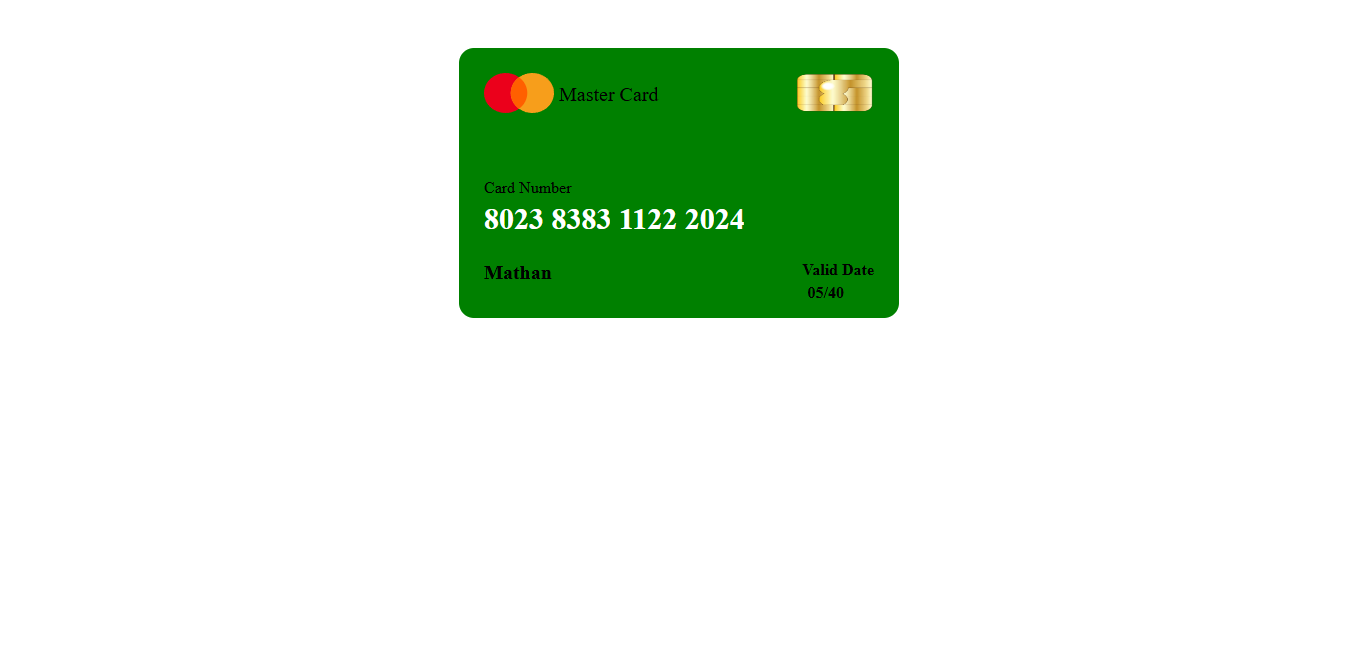 Master Card
Card Number
8023 8383 1122 2024
Mathan
Valid Date
05/40